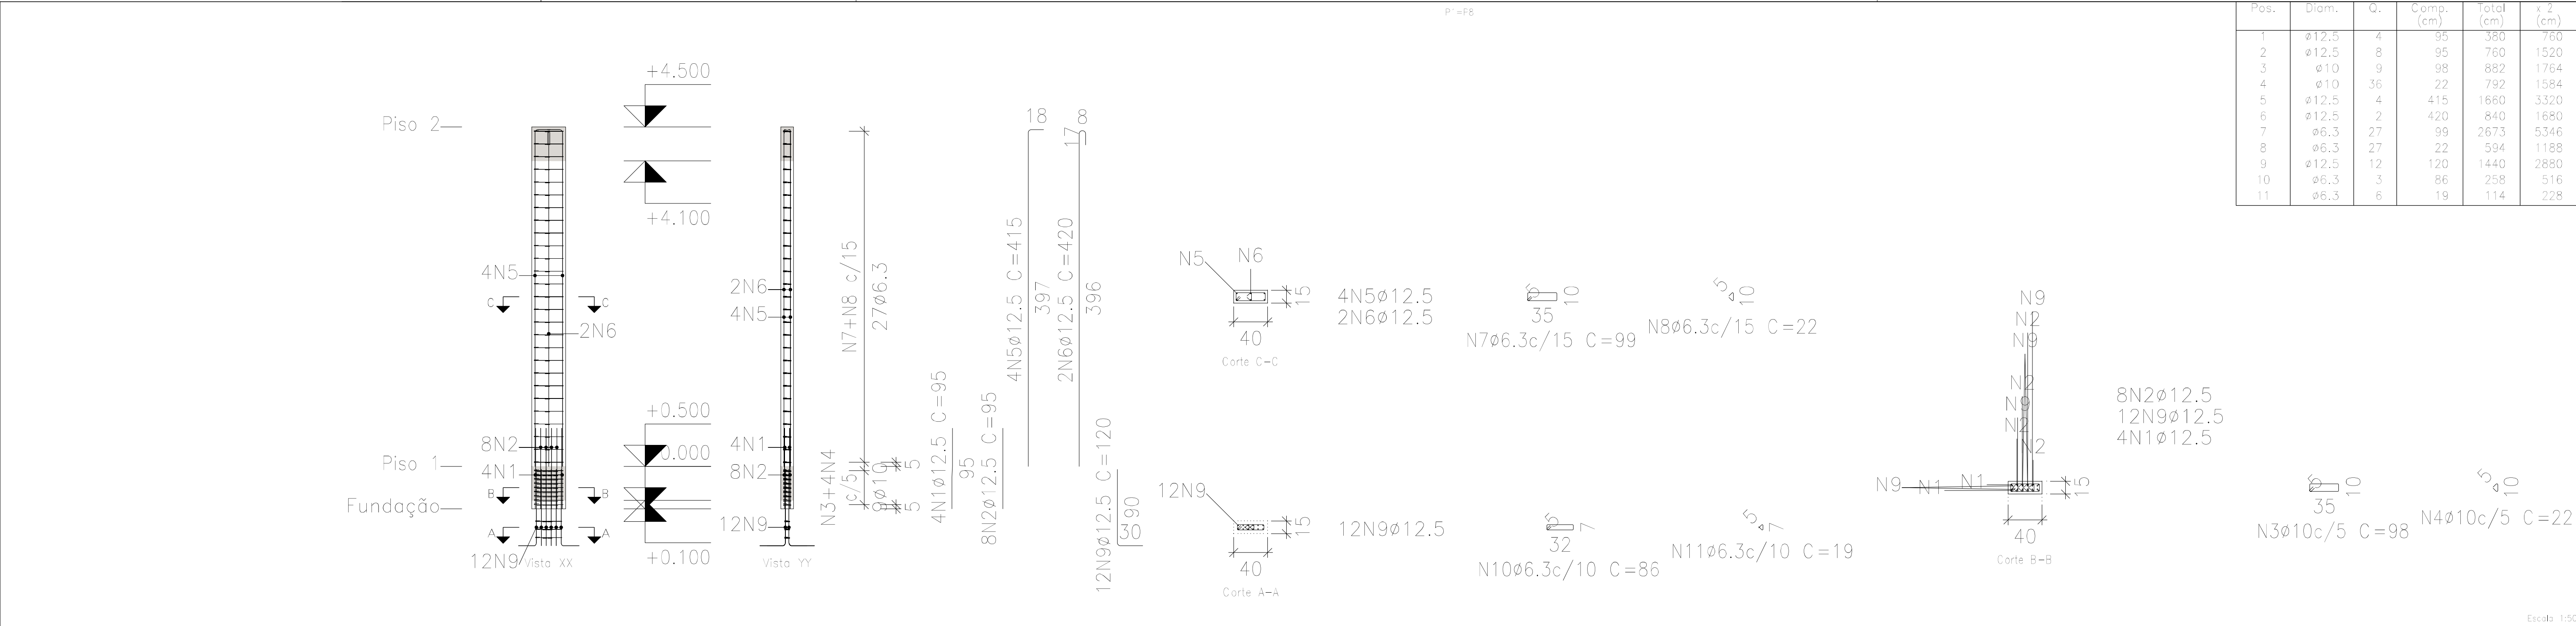 P1=P8
Pos. Diam. Q. Comp. (cm) Total (cm) x 2 (cm)
1 ø12.5 4 95 380 760
2 ø12.5 8 95 760 1520
3 ø10 9 98 882 1764
4 ø10 36 22 792 1584
5 ø12.5 4 415 1660 3320
6 ø12.5 2 420 840 1680
7 ø6.3 27 99 2673 5346
8 ø6.3 27 22 594 1188
9 ø12.5 12 120 1440 2880
10 ø6.3 3 86 258 516
11 ø6.3 6 19 114 228
Piso 2
4N5
C C
2N6
8N2
Piso 1
4N1
B B
Fundação
A A
12N9
Vista XX
+4.500
+4.100
+0.500
0.000
+0.100
2N6
4N5
4N1
8N2
12N9
Vista YY
N7+N8 c/15
27ø6.3
N3+4N4
c/5
9ø10
5
5
4N1ø12.5 C=95
95
8N2ø12.5 C=95
18
4N5ø12.5 C=415
397
17
8
2N6ø12.5 C=420
396
12N9ø12.5 C=120
90
30
N5
N6
15
40
Corte C-C
4N5ø12.5
2N6ø12.5
5
10
35
N7ø6.3c/15 C=99
5
10
N8ø6.3c/15 C=22
12N9
15
40
Corte A-A
12N9ø12.5
5
7
32
N10ø6.3c/10 C=86
5
7
N11ø6.3c/10 C=19
N9
N2
N9
N2
N9
N2
N2
N9
N1
N1
15
40
Corte B-B
8N2ø12.5
12N9ø12.5
4N1ø12.5
5
10
35
N3ø10c/5 C=98
5
10
N4ø10c/5 C=22
Escala 1:50